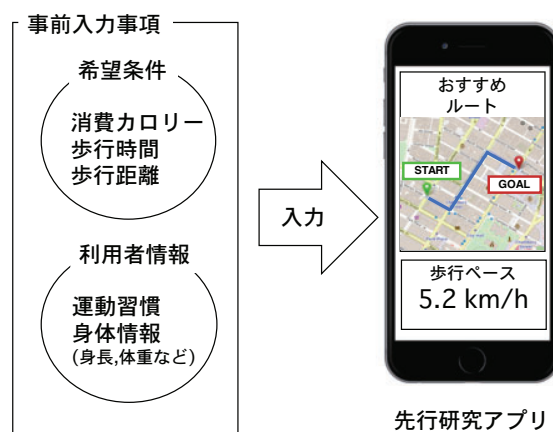 事前入力事項
希望条件
消費カロリー
歩行時間
歩行距離
利用者情報
運動習慣
身体情報
(身長,体重など)
入力
おすすめ
ルート
START
GOAL
歩行ペース
5.2 km/h
先行研究アプリ